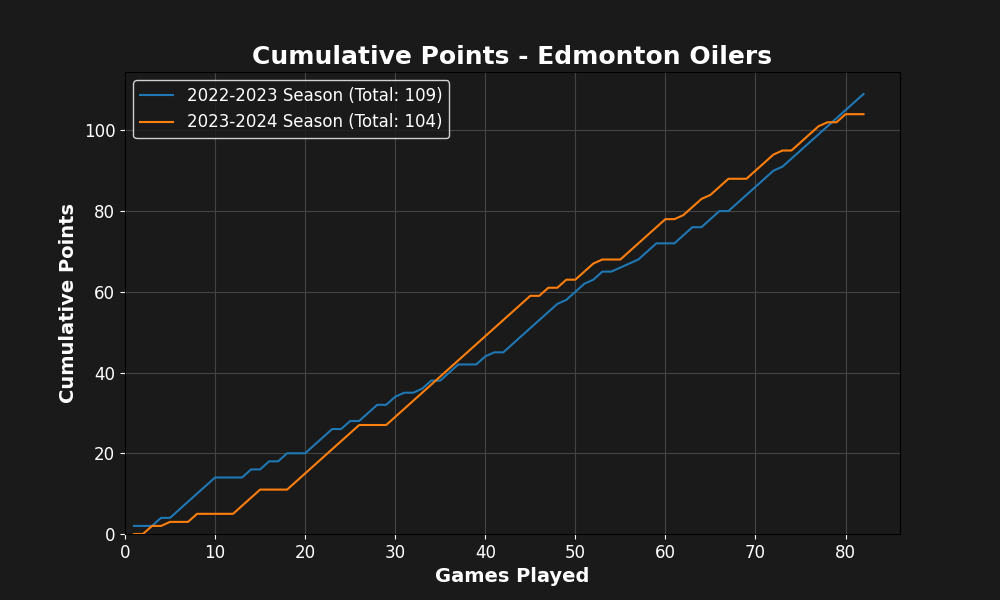 Cumulative Points - Edmonton Oilers
2022-2023 Season (Total: 109)
2023-2024 Season (Total: 104)
Cumulative Points
100
80
60
40
20
0
0 10 20 30 40 50 60 70 80
Games Played